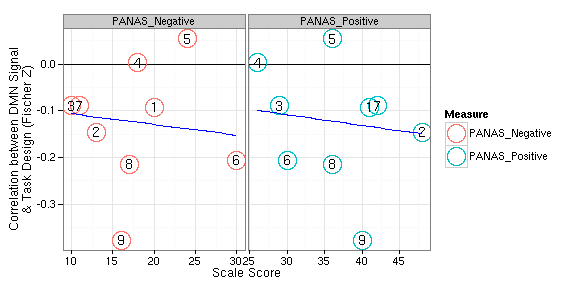 PANAS_Negative PANAS_Positive
Correlation between DMN Signal
& Task Design (Fischer Z)
0.0
-0.1
-0.2
-0.3
5 5
4 4
37 1 3 17
2 2
8 6 6 8
9 9
10 15 20 25 30 25 30 35 40 45
Scale Score
Measure
PANAS_Negative
PANAS_Positive